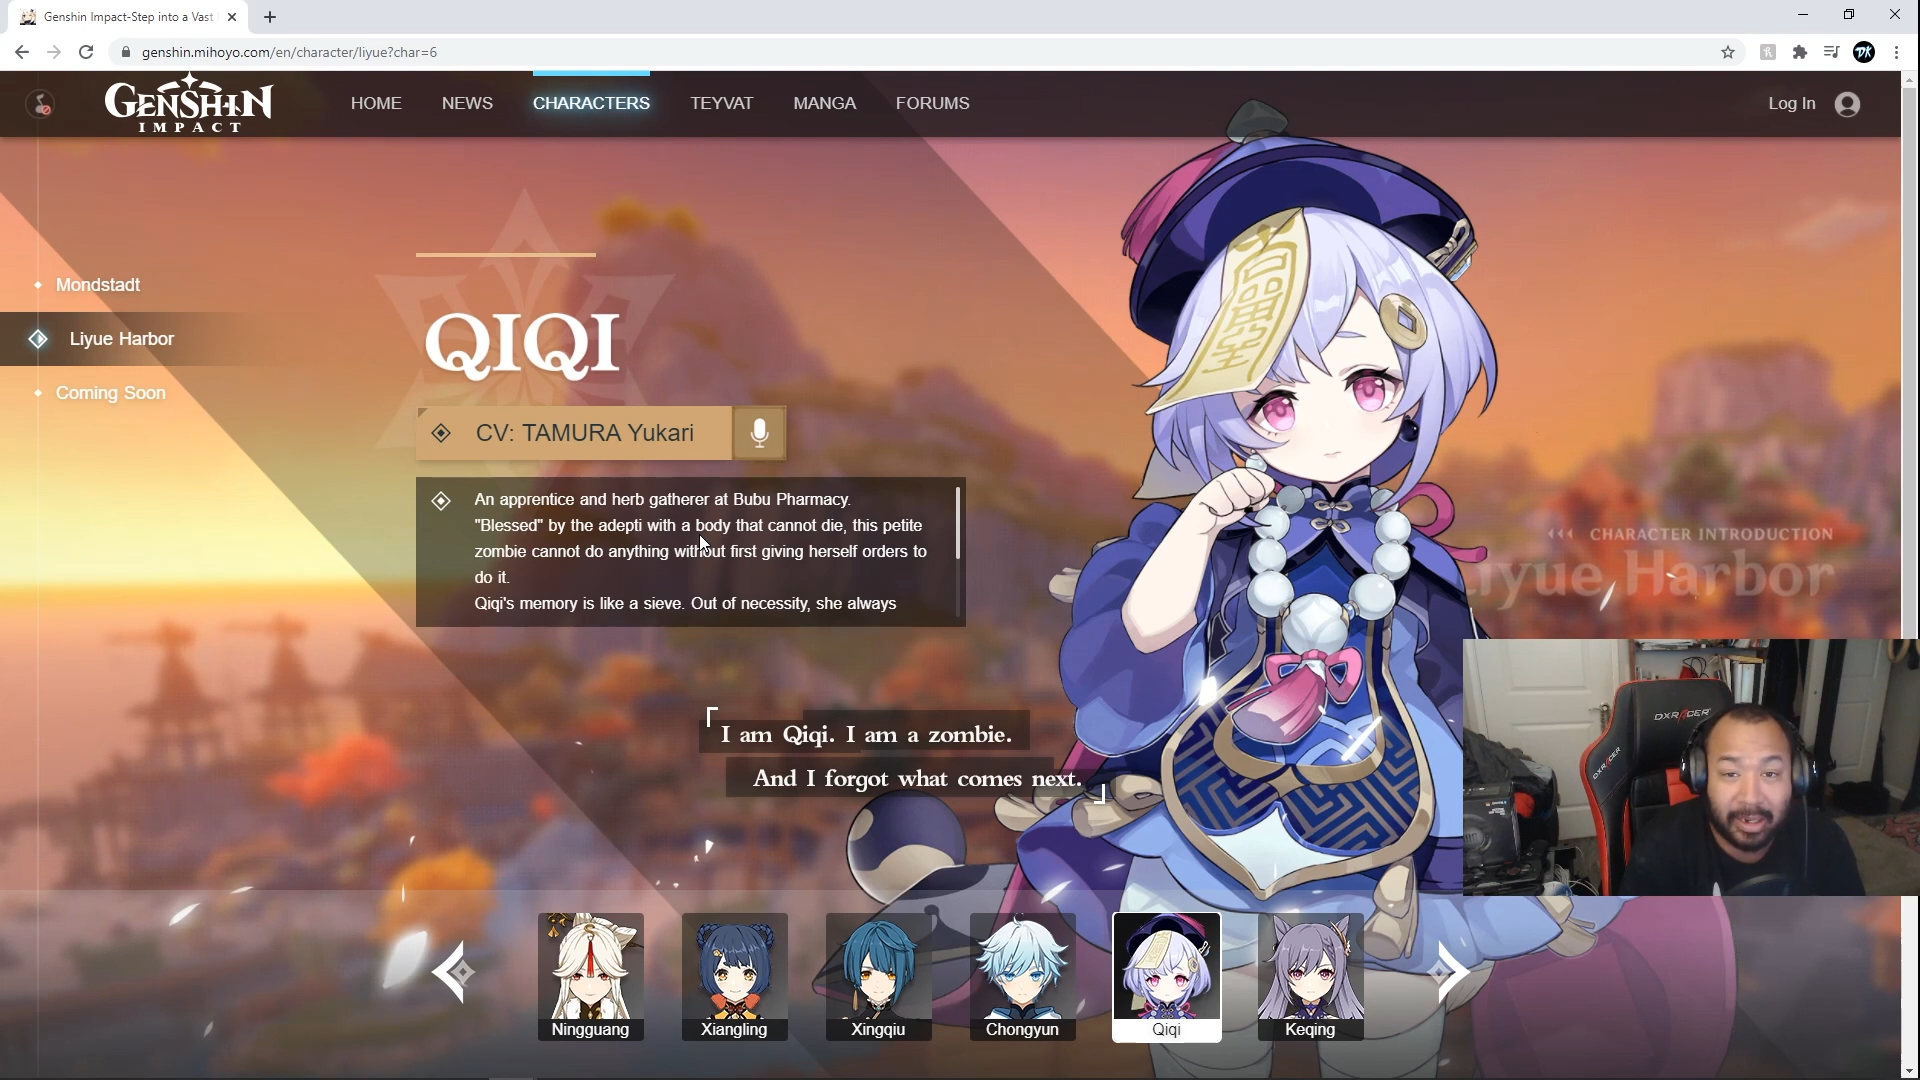 Genshin Impact-Step into a Vast
genshin.mihoyo.com/en/character/liyue?char=6
DK
GENSHIN
IMPACT
HOME
NEWS
CHARACTERS
TEYVAT
MANGA
FORUMS
Log In
Mondstadt
Liyue Harbor
Coming Soon
QIQI
CV: TAMURA Yukari
An apprentice and herb gatherer at Bubu Pharmacy.
"Blessed" by the adepti with a body that cannot die, this petite
zombie cannot do anything without first giving herself orders to
do it.
Qiqi's memory is like a sieve. Out of necessity, she always
CHARACTER INTRODUCTION
Liyue Harbor
「I am Qiqi. I am a zombie.
And I forgot what comes next.」
DXRACER
DXRACER
Ningguang
Xiangling
Xingqiu
Chongyun
Qiqi
Keqing